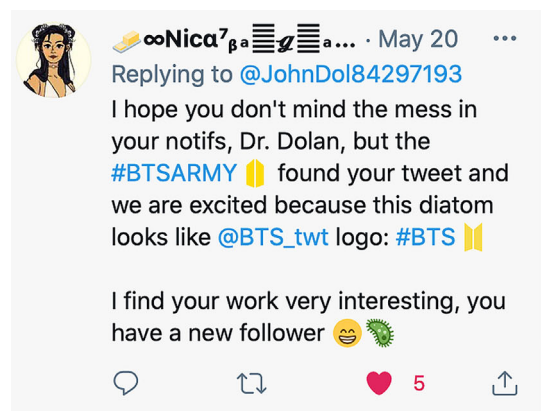 🧈∞Nicα⁷ᵦₐ䷀ℊ䷀ₐ... · May 20
Replying to @JohnDol84297193
I hope you don't mind the mess in
your notifs, Dr. Dolan, but the
#BTSARMY found your tweet and
we are excited because this diatom
looks like @BTS_twt logo: #BTS
I find your work very interesting, you
have a new follower 😄🦠
5